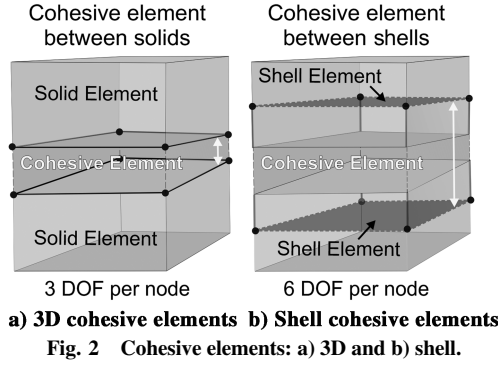 Cohesive element
between solids
Cohesive element
between shells
Solid Element
Cohesive Element
Solid Element
Shell Element
Cohesive Element
Shell Element
3 DOF per node
6 DOF per node
a) 3D cohesive elements b) Shell cohesive elements
Fig. 2 Cohesive elements: a) 3D and b) shell.